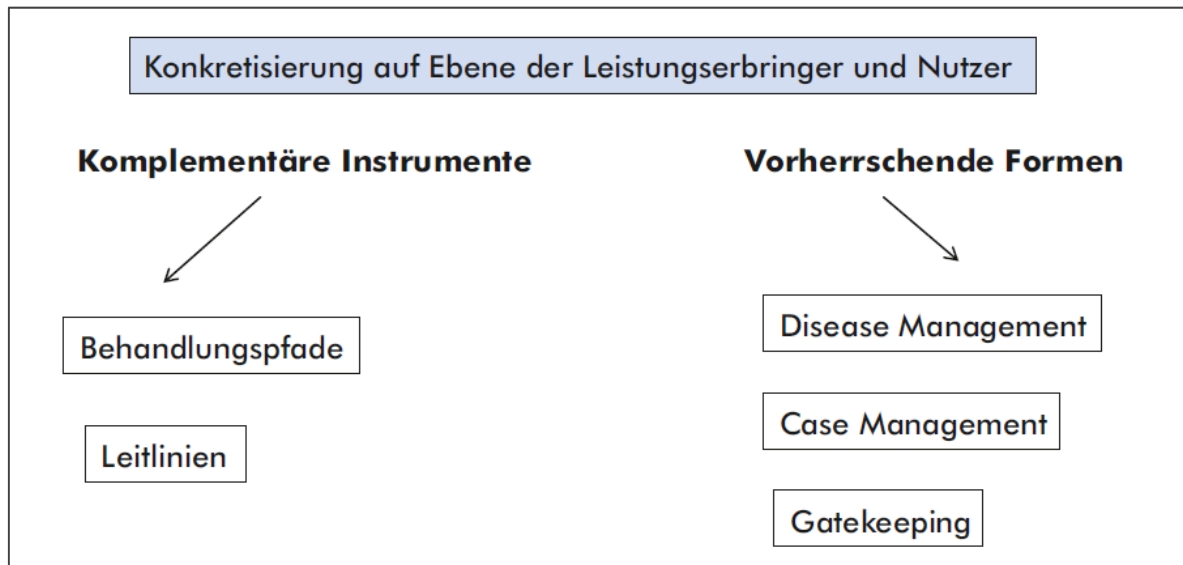 Konkretisierung auf Ebene der Leistungserbringer und Nutzer
Komplementäre Instrumente
Behandlungspfade
Leitlinien
Vorherrschende Formen
Disease Management
Case Management
Gatekeeping